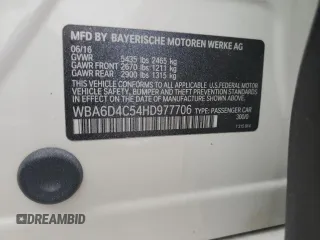 MFD BY BAYERISCHE MOTOREN WERKE AG
06/16
GVWR 5435 lbs 2465 kg
GAWR FRONT 2670 lbs 1211 kg
GAWR REAR 2900 lbs 1315 kg
THIS VEHICLE CONFORMS TO ALL APPLICABLE U.S. FEDERAL MOTOR
VEHICLE SAFETY, BUMPER, AND THEFT PREVENTION STANDARDS
IN EFFECT ON THE DATE OF MANUFACTURE SHOWN ABOVE.
WBA6D4C54HD977706 TYPE: PASSENGER CAR
300/0
DREAMBID